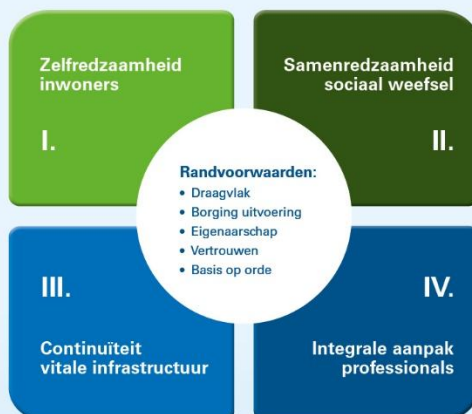 Zelfredzaamheid
inwoners
I.
Samenredzaamheid
sociaal weefsel
II.
Randvoorwaarden:
• Draagvlak
• Borging uitvoering
• Eigenaarschap
• Vertrouwen
• Basis op orde
III.
Continuïteit
vitale infrastructuur
IV.
Integrale aanpak
professionals